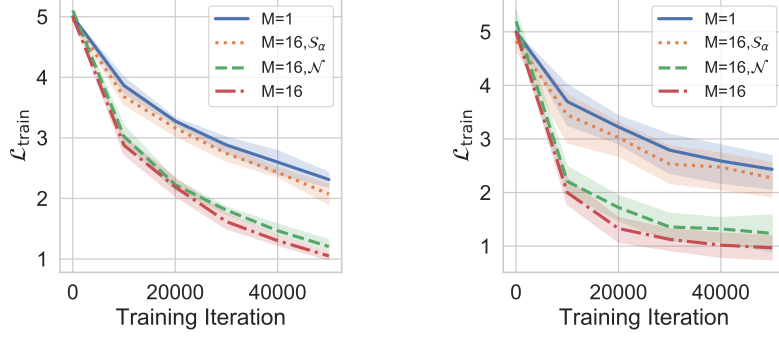 5
4
3
2
1
ℒtrain
0 20000 40000
Training Iteration
M=1
M=16,𝒮α
M=16,𝒩
M=16
5
4
3
2
1
ℒtrain
0 20000 40000
Training Iteration
M=1
M=16,𝒮α
M=16,𝒩
M=16